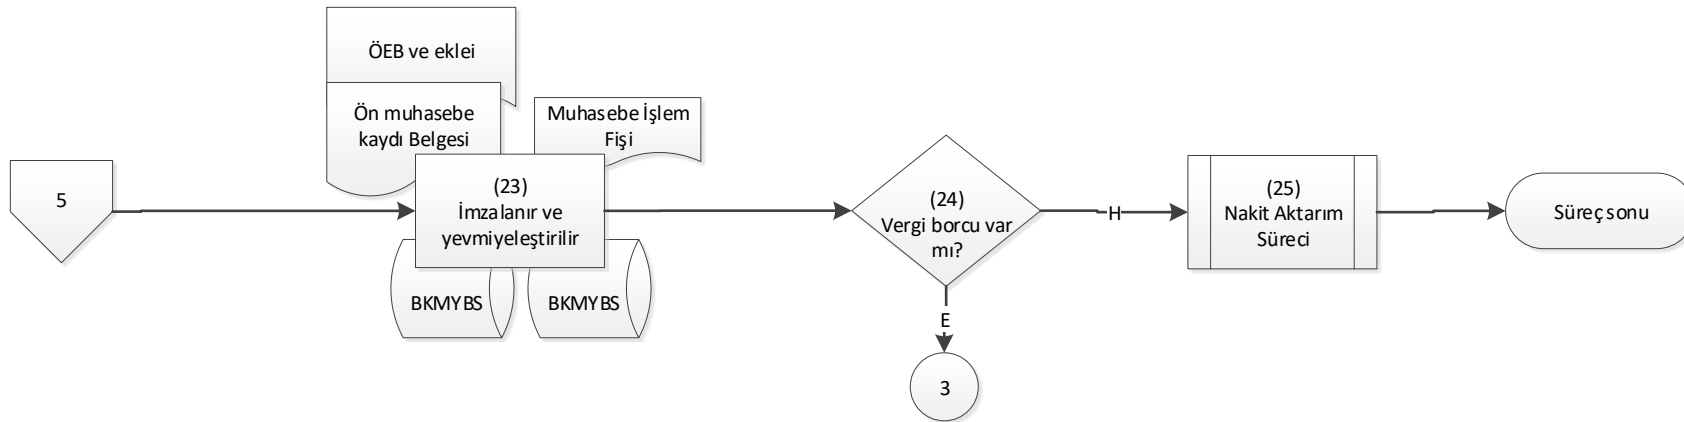 5
ÖEB ve eklei
Ön muhasebe
kaydı Belgesi
Muhasebe İşlem
Fişi
(23)
İmzalanır ve
yevmiyeleştirilir
BKMYBS
BKMYBS
(24)
Vergi borcu var
mı?
H
E
3
(25)
Nakit Aktarım
Süreci
Süreç sonu